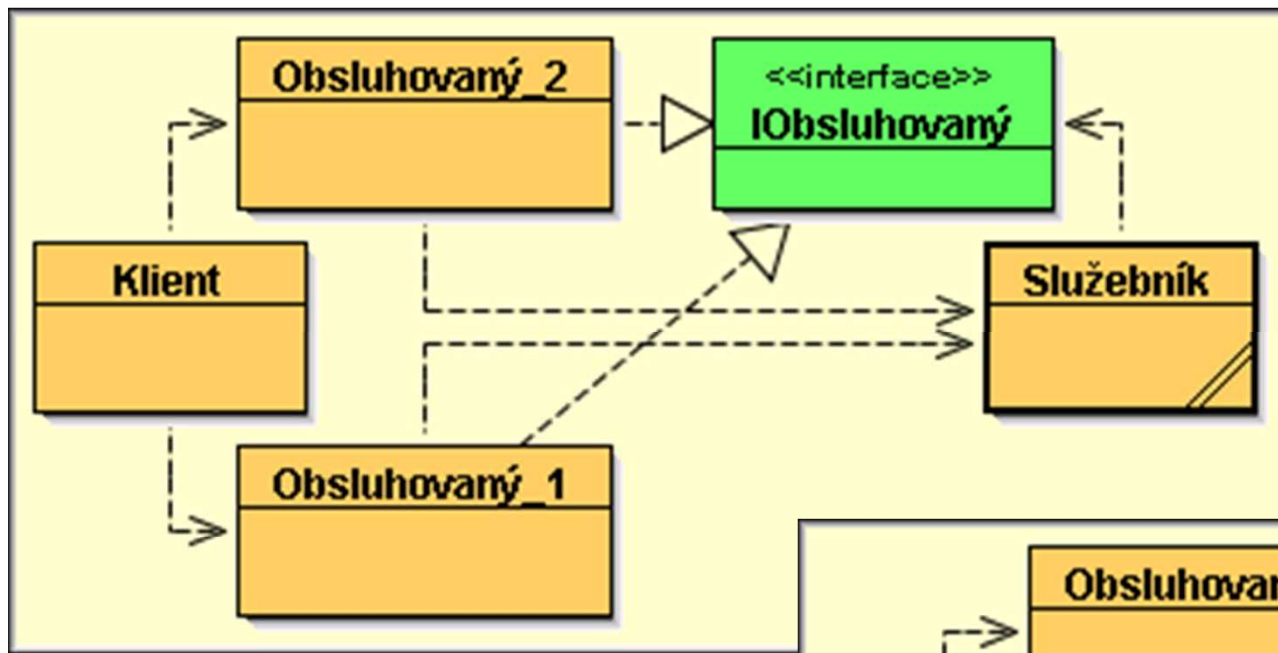 Obsluhovaný_2
<<interface>>
IObsluhovaný
Klient
Služebník
Obsluhovaný_1